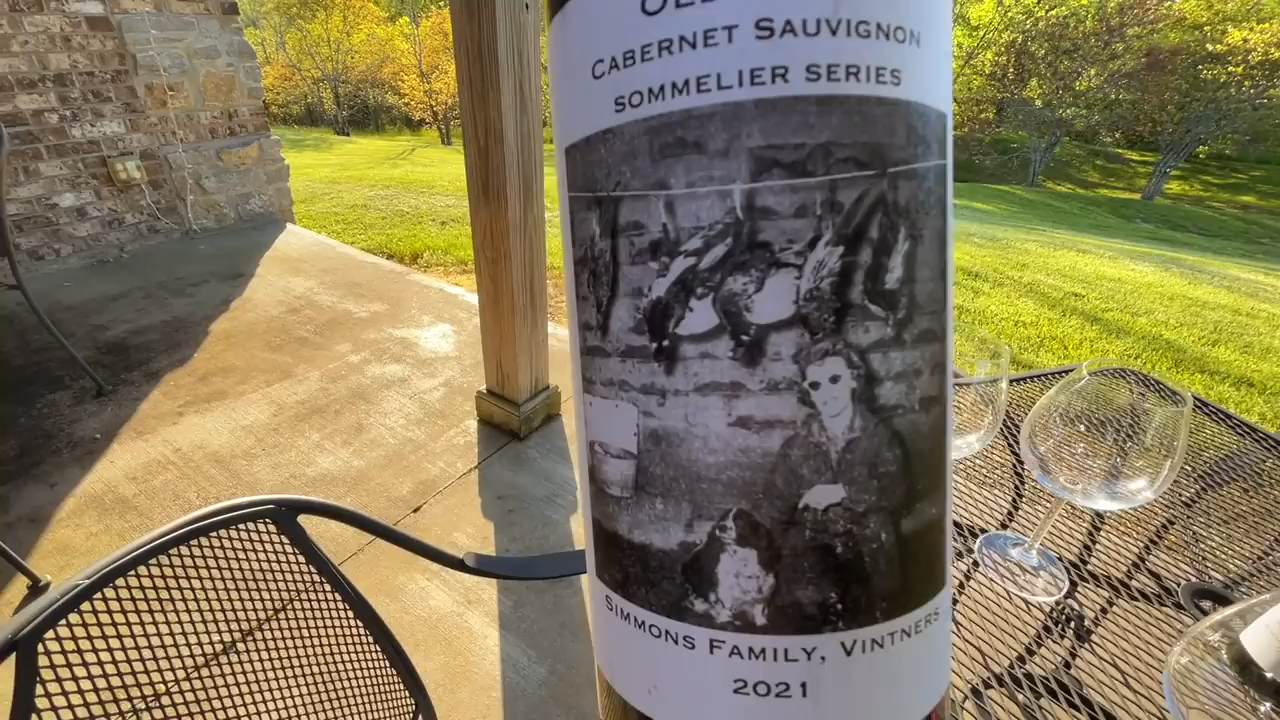 CABERNET SAUVIGNON
SOMMELIER SERIES
SIMMONS FAMILY, VINTNERS
2021